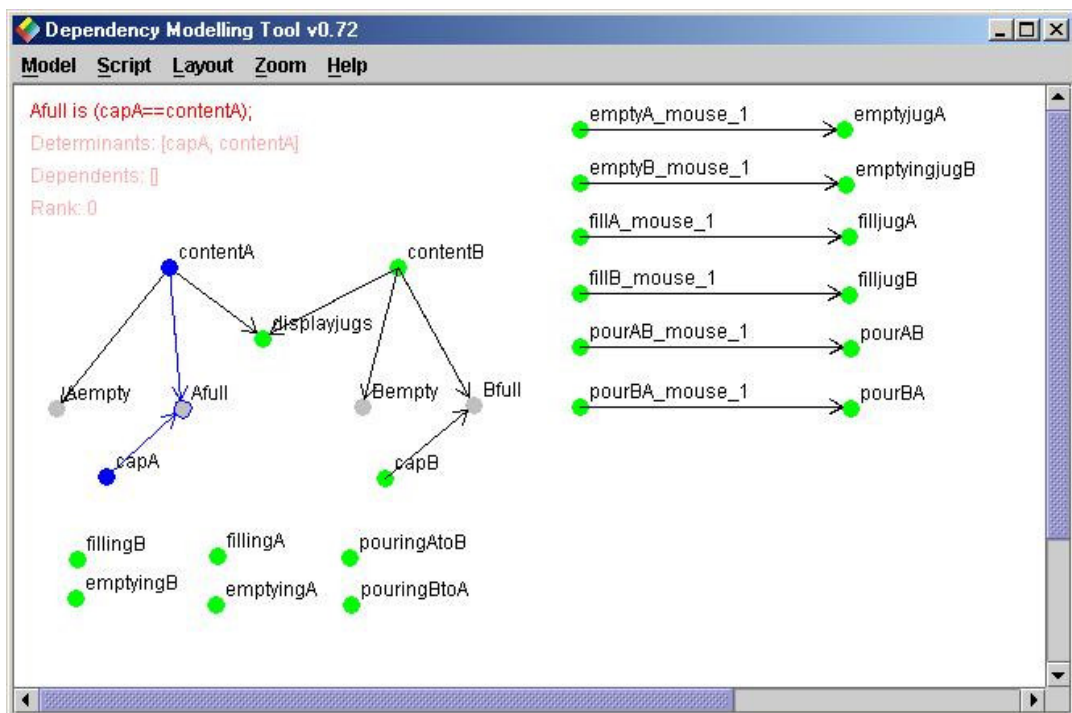 Dependency Modelling Tool v0.72
Model Script Layout Zoom Help
Afull is (capA==contentA);
Determinants: [capA, contentA]
Dependents: []
Rank: 0
emptyA_mouse_1 emptyjugA
emptyB_mouse_1 emptyingjugB
fillA_mouse_1 filljugA
contentA contentB
fillB_mouse_1 filljugB
displayjugs
pourAB_mouse_1 pourAB
Aempty Afull Bempty Bfull
pourBA_mouse_1 pourBA
capA capB
fillingB fillingA pouringAtoB
emptyingB emptyingA pouringBtoA